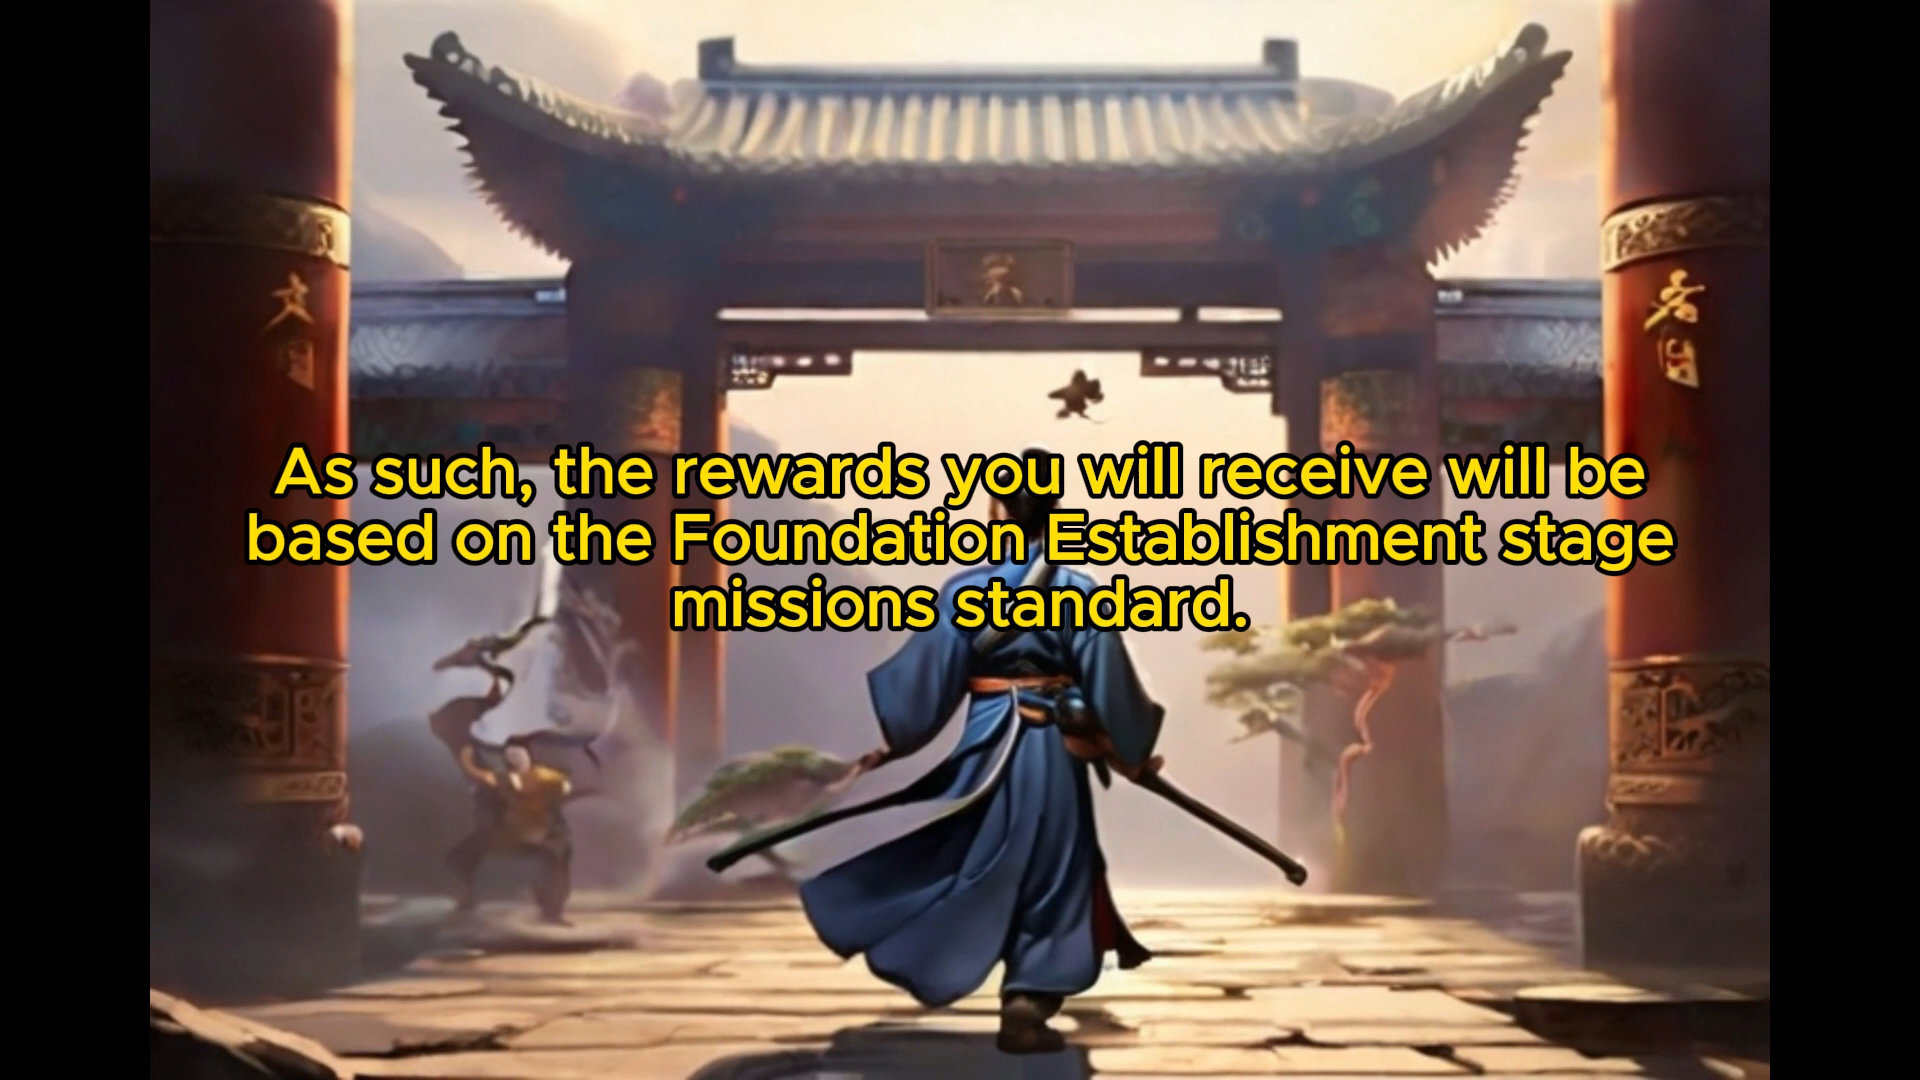 As such, the rewards you will receive will be
based on the Foundation Establishment stage
missions standard.